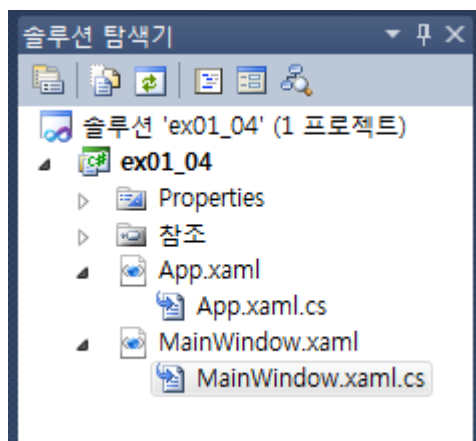 솔루션 탐색기
솔루션 'ex01_04' (1 프로젝트)
ex01_04
Properties
참조
App.xaml
App.xaml.cs
MainWindow.xaml
MainWindow.xaml.cs